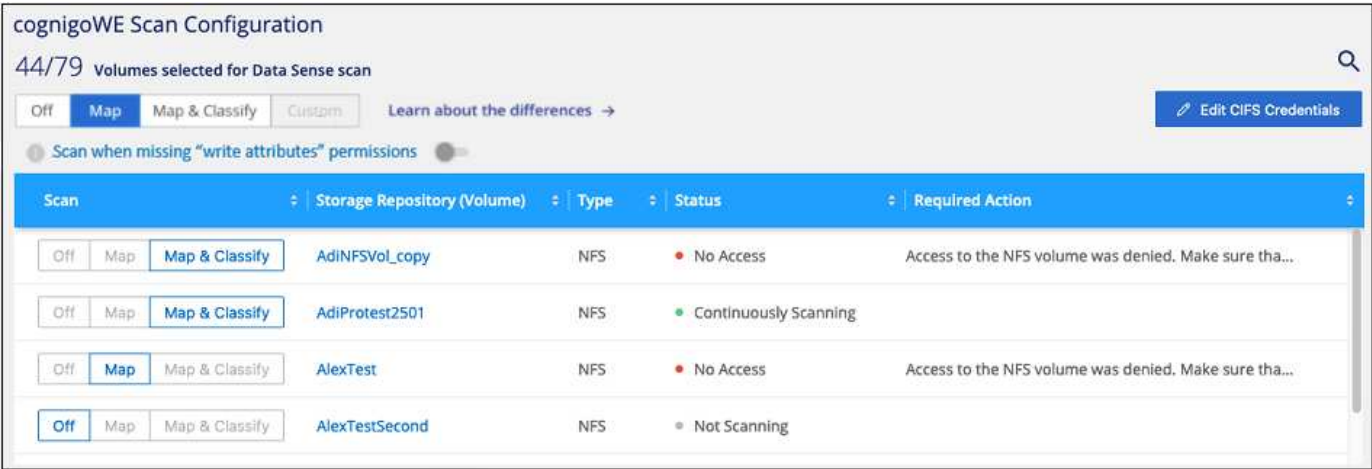 cognigoWE Scan Configuration
44/79 Volumes selected for Data Sense scan
Off Map Map & Classify Custom Learn about the differences → Edit CIFS Credentials
Scan when missing “write attributes” permissions
Scan Storage Repository (Volume) Type Status Required Action
Off Map Map & Classify AdiNFSVol_copy NFS No Access Access to the NFS volume was denied. Make sure tha...
Off Map Map & Classify AdiProtest2501 NFS Continuously Scanning
Off Map Map & Classify AlexTest NFS No Access Access to the NFS volume was denied. Make sure tha...
Off Map Map & Classify AlexTestSecond NFS Not Scanning